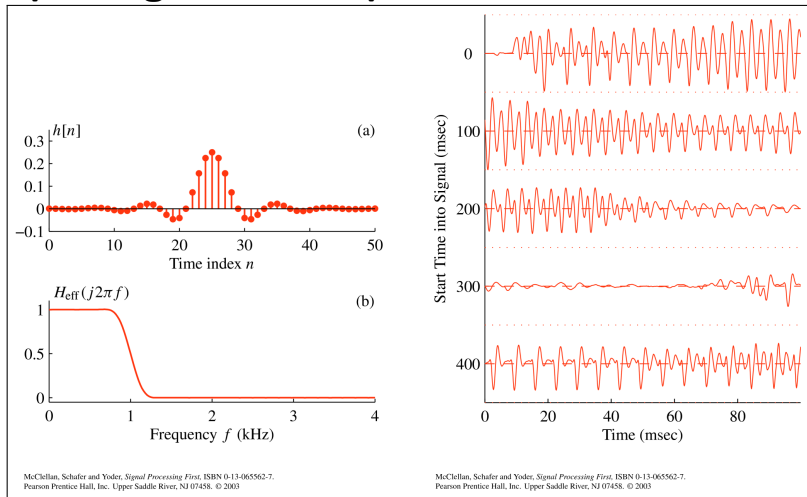 h[n]
(a)
0.3
0.2
0.1
0
−0.1
0 10 20 30 40 50
Time index n
H_eff(j2πf)
(b)
1
0.5
0
0 1 2 3 4
Frequency f (kHz)
McClellan, Schafer and Yoder, Signal Processing First, ISBN 0-13-065562-7.
Pearson Prentice Hall, Inc. Upper Saddle River, NJ 07458. © 2003
Start Time into Signal (msec)
0
100
200
300
400
0 20 40 60 80
Time (msec)
McClellan, Schafer and Yoder, Signal Processing First, ISBN 0-13-065562-7.
Pearson Prentice Hall, Inc. Upper Saddle River, NJ 07458. © 2003